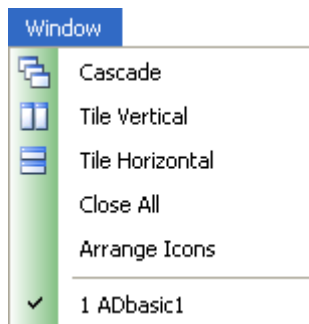 Window
Cascade
Tile Vertical
Tile Horizontal
Close All
Arrange Icons
1 ADbasic1